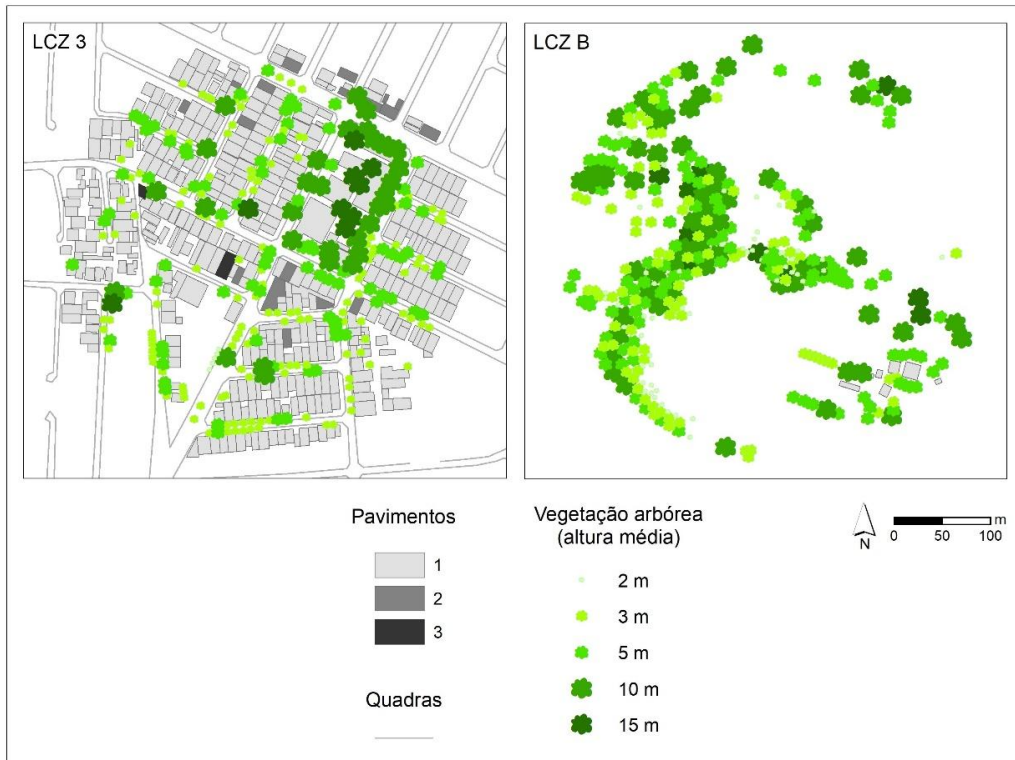 LCZ 3
LCZ B
Pavimentos
1
2
3
Quadras
Vegetação arbórea
(altura média)
2 m
3 m
5 m
10 m
15 m
N
m
0 50 100